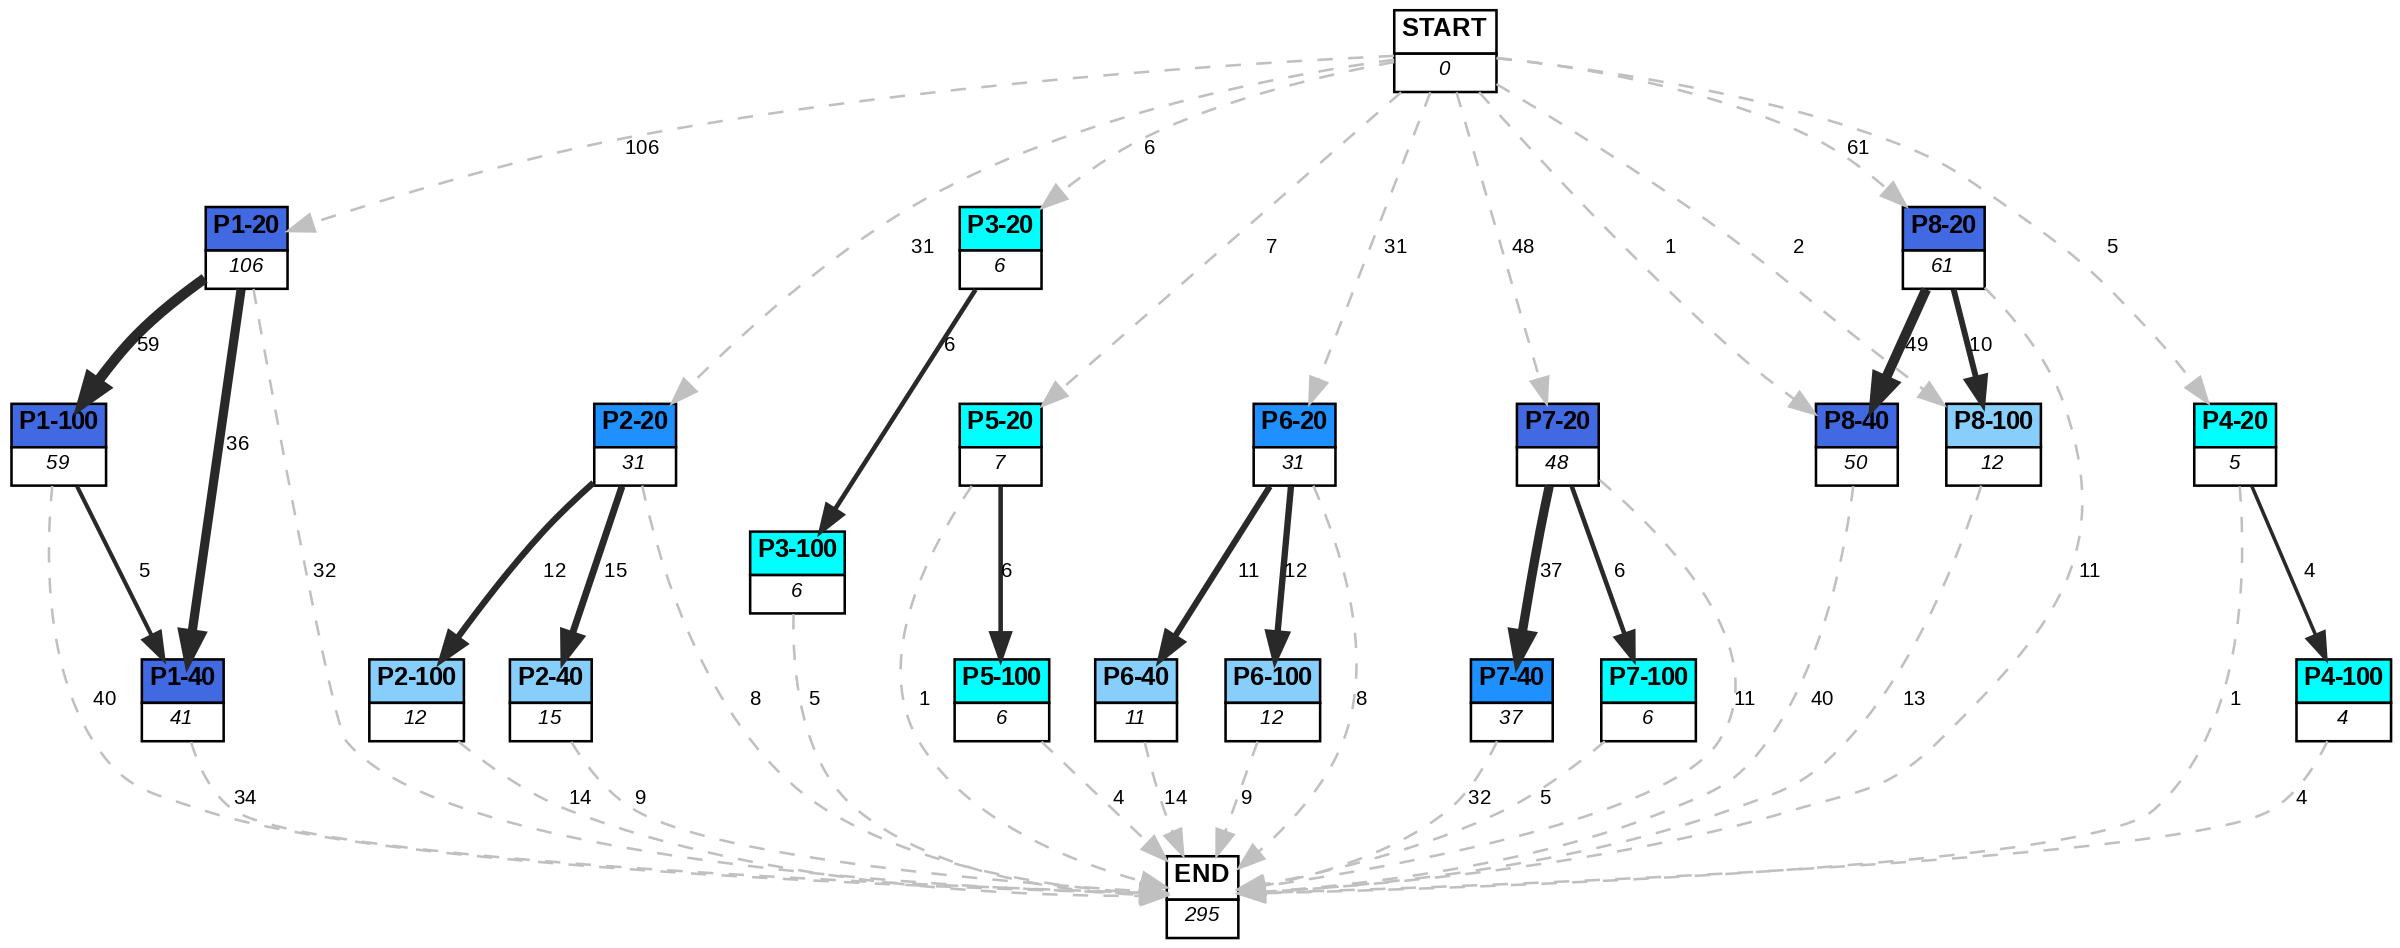 START
0
106
6
61
P1-20
106
P3-20
6
P8-20
61
31
7
31
48
1
2
5
59
6
49
10
P1-100
59
36
P2-20
31
P5-20
7
P6-20
31
P7-20
48
P8-40
50
P8-100
12
P4-20
5
P3-100
6
5
32
12
15
6
11
12
37
6
11
4
P1-40
41
P2-100
12
P2-40
15
P5-100
6
P6-40
11
P6-100
12
P7-40
37
P7-100
6
P4-100
4
40
8
5
1
8
11
40
13
1
34
14
9
4
14
9
32
5
4
END
295